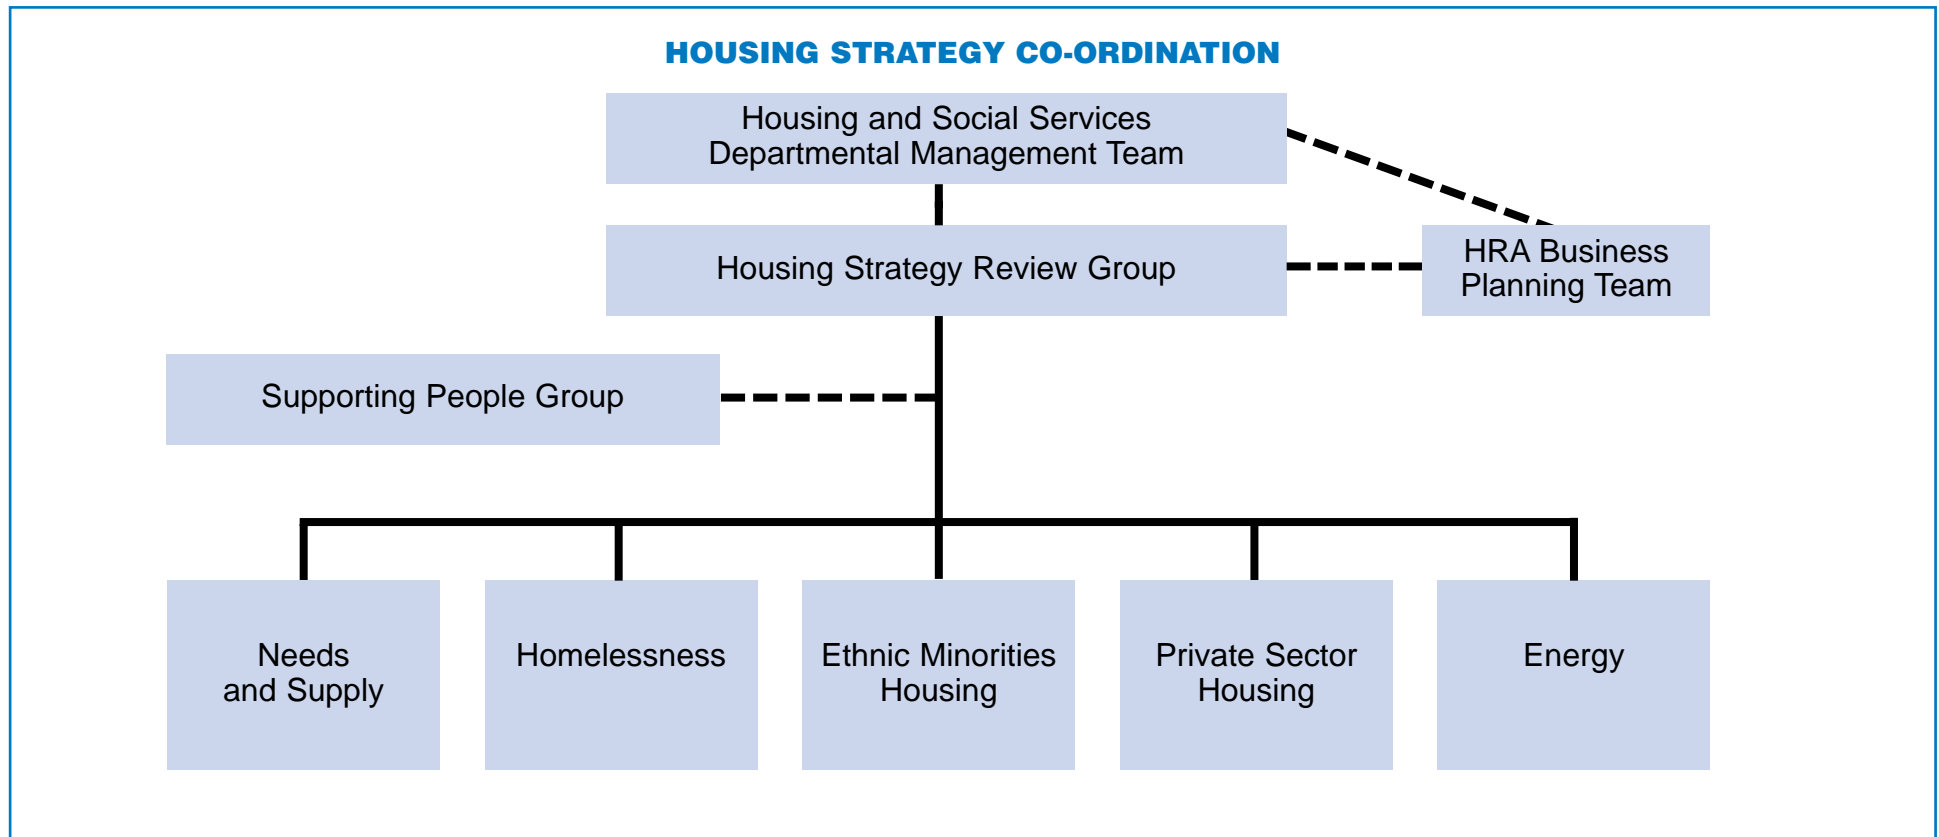 HOUSING STRATEGY CO-ORDINATION
Housing and Social Services
Departmental Management Team
Housing Strategy Review Group
HRA Business
Planning Team
Supporting People Group
Needs
and Supply
Homelessness
Ethnic Minorities
Housing
Private Sector
Housing
Energy